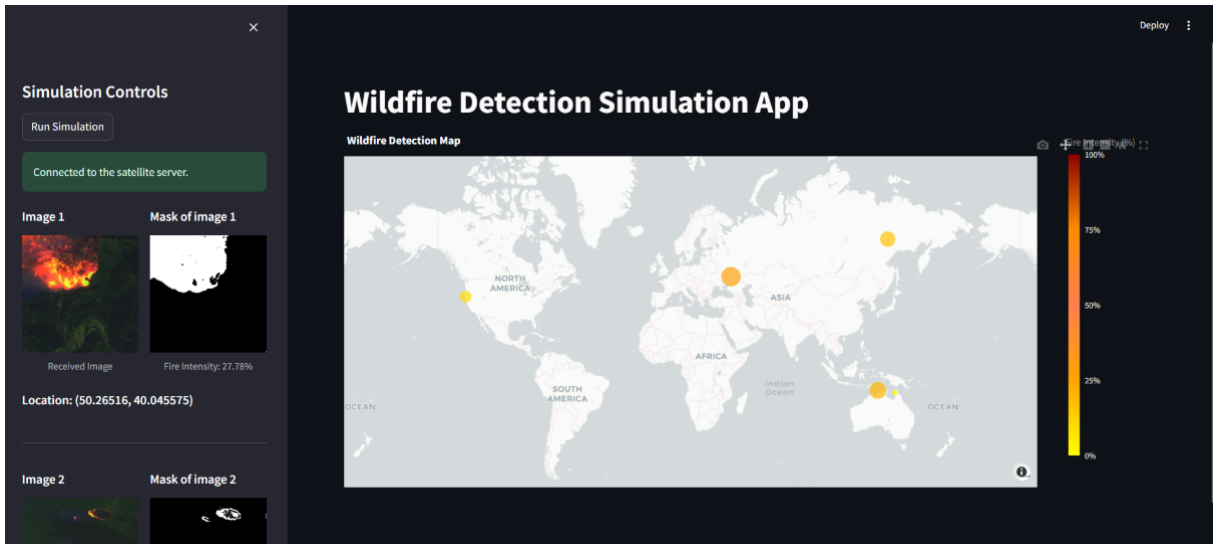 Deploy
Simulation Controls
Run Simulation
Connected to the satellite server.
Image 1
Mask of image 1
Received Image
Fire Intensity: 27.78%
Location: (50.26516, 40.045575)
Image 2
Mask of image 2
Wildfire Detection Simulation App
Wildfire Detection Map
NORTH
AMERICA
ASIA
AFRICA
SOUTH
AMERICA
Indian
Ocean
OCEAN
OCEAN
Fire Intensity (%)
100%
75%
50%
25%
0%